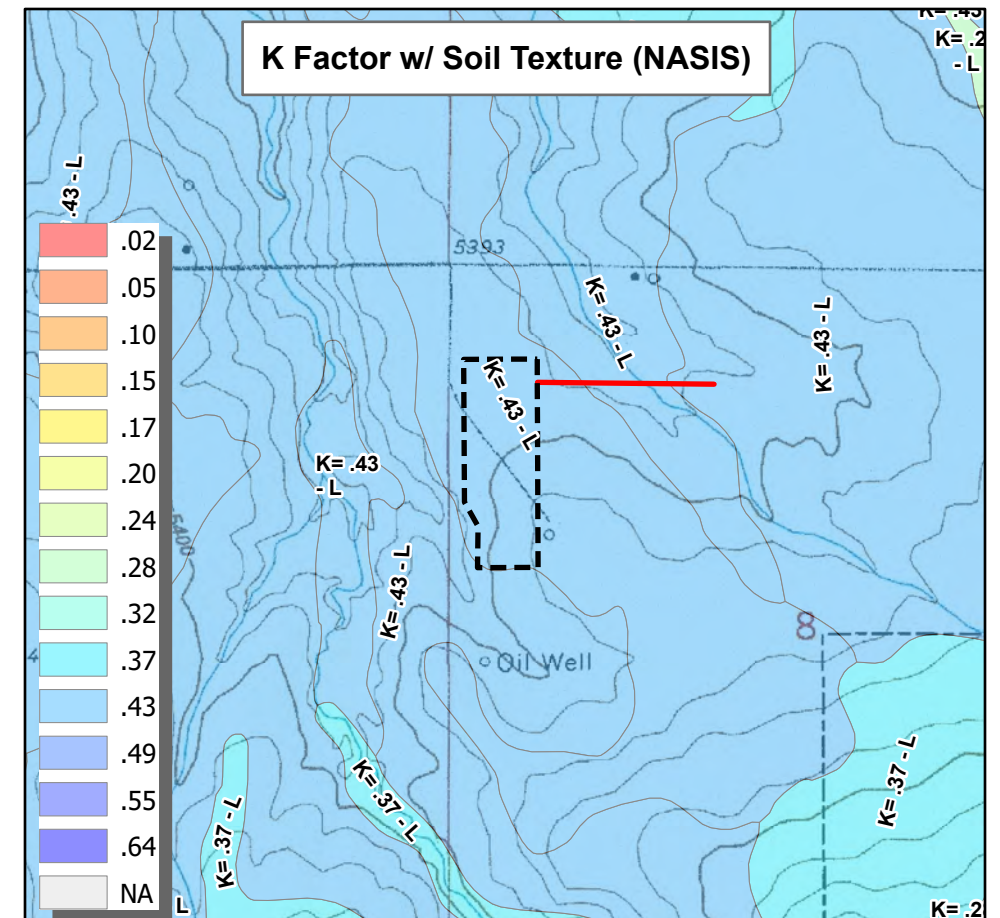 K Factor w/ Soil Texture (NASIS)
K= .2
- L
.43 - L
.02
.05
.10
.15
.17
.20
.24
.28
.32
.37
.43
.49
.55
.64
NA
5393
K= .43 - L
K= .43 - L
K= .43 - L
K= .43
- L
5400
K= .43 - L
8
Oil Well
K= .37 - L
K= .37 - L
K= .37 - L
L
K= .2
4